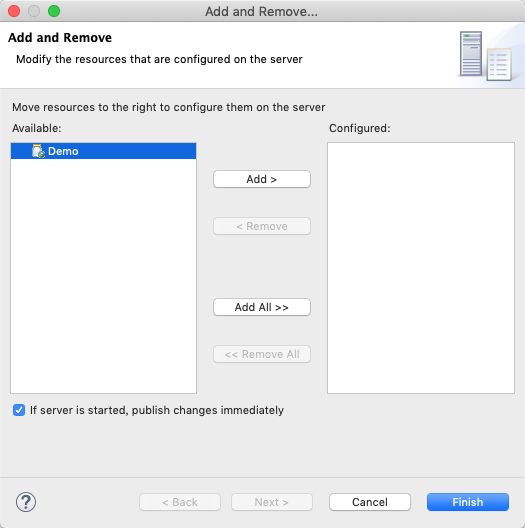 Add and Remove...
Add and Remove
Modify the resources that are configured on the server
Move resources to the right to configure them on the server
Available:
Configured:
Demo
Add >
< Remove
Add All >>
<< Remove All
If server is started, publish changes immediately
?
< Back
Next >
Cancel
Finish